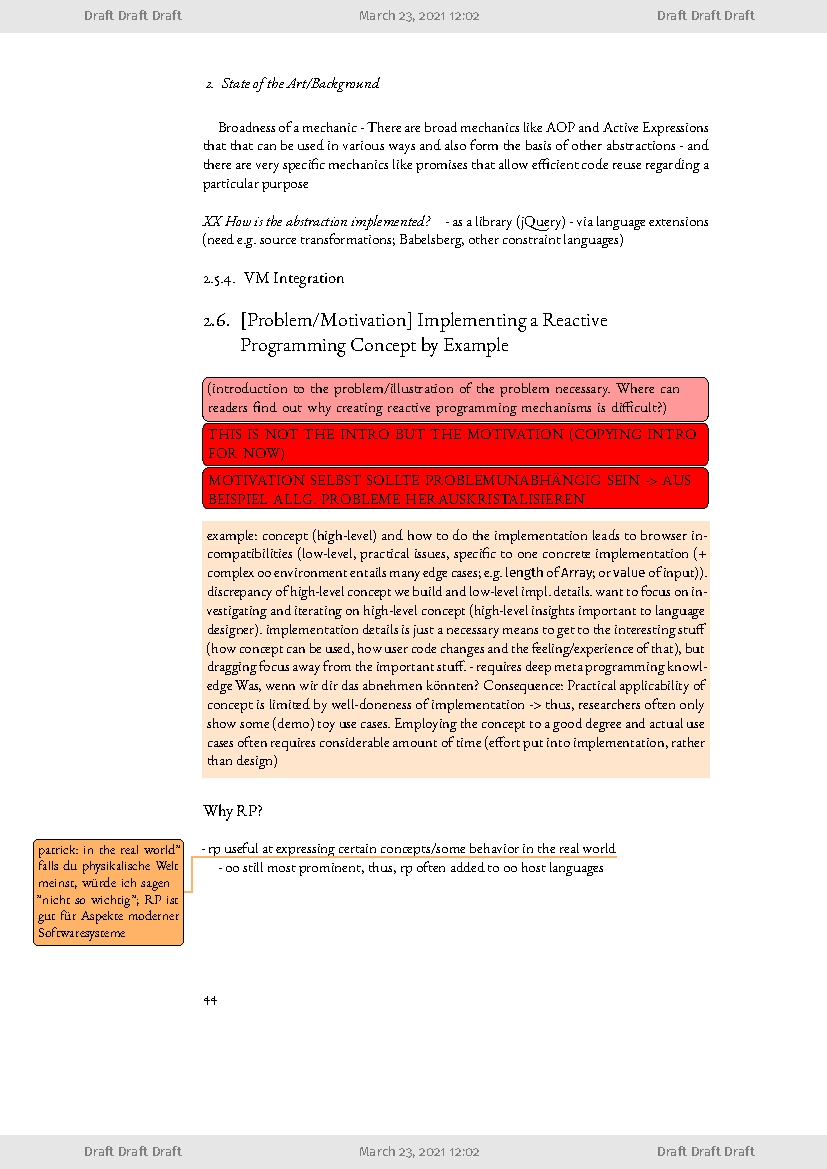 Draft Draft Draft March 23, 2021 12:02 Draft Draft Draft
2. State of the Art/Background
Broadness of a mechanic - There are broad mechanics like AOP and Active Expressions
that that can be used in various ways and also form the basis of other abstractions - and
there are very specific mechanics like promises that allow efficient code reuse regarding a
particular purpose
XX How is the abstraction implemented? - as a library (jQuery) - via language extensions
(need e.g. source transformations; Babelsberg, other constraint languages)
2.5.4. VM Integration
2.6. [Problem/Motivation] Implementing a Reactive
Programming Concept by Example
(introduction to the problem/illustration of the problem necessary. Where can
readers find out why creating reactive programming mechanisms is difficult?)
THIS IS NOT THE INTRO BUT THE MOTIVATION (COPYING INTRO
FOR NOW)
MOTIVATION SELBST SOLLTE PROBLEMUNABHÄNGIG SEIN -> AUS
BEISPIEL ALLG. PROBLEME HERAUSKRISTALISIEREN
example: concept (high-level) and how to do the implementation leads to browser in-
compatibilities (low-level, practical issues, specific to one concrete implementation (+
complex oo environment entails many edge cases; e.g. length of Array; or value of input)).
discrepancy of high-level concept we build and low-level impl. details. want to focus on in-
vestigating and iterating on high-level concept (high-level insights important to language
designer). implementation details is just a necessary means to get to the interesting stuff
(how concept can be used, how user code changes and the feeling/experience of that), but
dragging focus away from the important stuff. - requires deep meta programming knowl-
edge Was, wenn wir dir das abnehmen könnten? Consequence: Practical applicability of
concept is limited by well-doneness of implementation -> thus, researchers often only
show some (demo) toy use cases. Employing the concept to a good degree and actual use
cases often requires considerable amount of time (effort put into implementation, rather
than design)
Why RP?
- rp useful at expressing certain concepts/some behavior in the real world
- oo still most prominent, thus, rp often added to oo host languages
patrick: in the real world”
falls du physikalische Welt
meinst, würde ich sagen
”nicht so wichtig”; RP ist
gut für Aspekte moderner
Softwaresysteme
44
Draft Draft Draft March 23, 2021 12:02 Draft Draft Draft